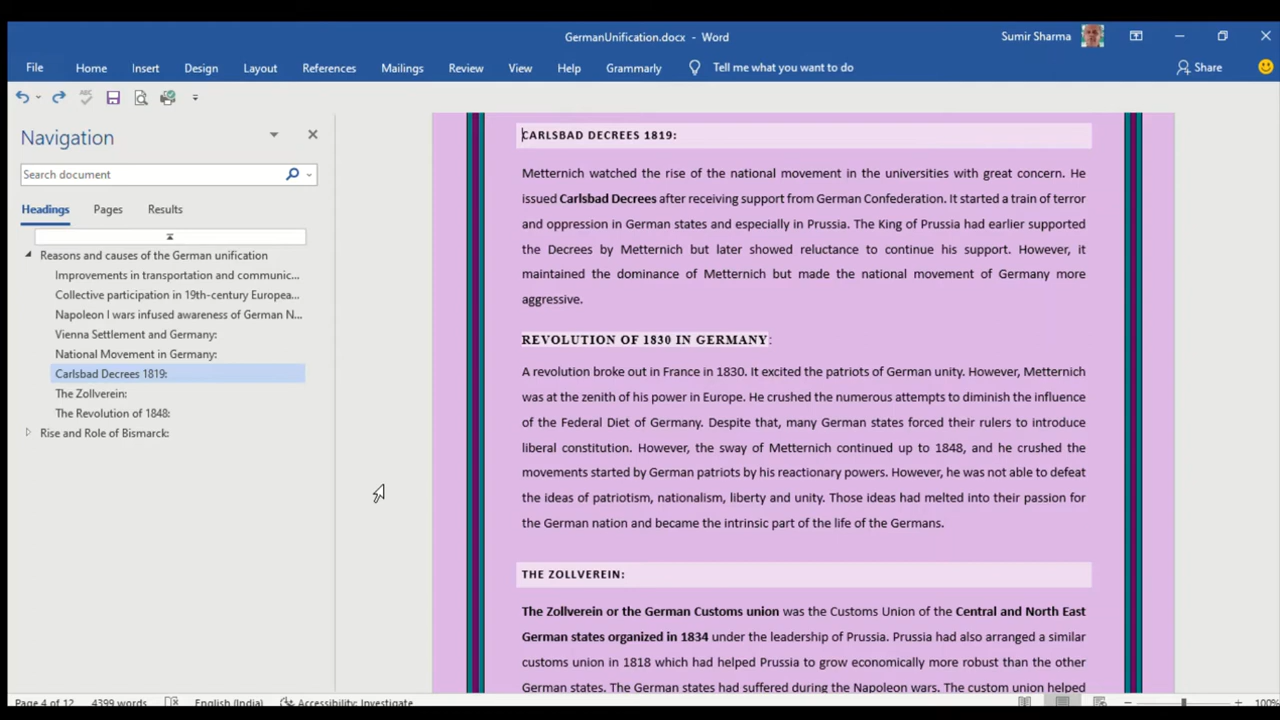 GermanUnification.docx - Word
Sumir Sharma
File Home Insert Design Layout References Mailings Review View Help Grammarly Tell me what you want to do Share
ABC
Navigation
Search document
Headings Pages Results
Reasons and causes of the German unification
Improvements in transportation and communic...
Collective participation in 19th-century Europea...
Napoleon I wars infused awareness of German N...
Vienna Settlement and Germany:
National Movement in Germany:
Carlsbad Decrees 1819:
The Zollverein:
The Revolution of 1848:
Rise and Role of Bismarck:
CARLSBAD DECREES 1819:
Metternich watched the rise of the national movement in the universities with great concern. He
issued Carlsbad Decrees after receiving support from German Confederation. It started a train of terror
and oppression in German states and especially in Prussia. The King of Prussia had earlier supported
the Decrees by Metternich but later showed reluctance to continue his support. However, it
maintained the dominance of Metternich but made the national movement of Germany more
aggressive.
REVOLUTION OF 1830 IN GERMANY:
A revolution broke out in France in 1830. It excited the patriots of German unity. However, Metternich
was at the zenith of his power in Europe. He crushed the numerous attempts to diminish the influence
of the Federal Diet of Germany. Despite that, many German states forced their rulers to introduce
liberal constitution. However, the sway of Metternich continued up to 1848, and he crushed the
movements started by German patriots by his reactionary powers. However, he was not able to defeat
the ideas of patriotism, nationalism, liberty and unity. Those ideas had melted into their passion for
the German nation and became the intrinsic part of the life of the Germans.
THE ZOLLVEREIN:
The Zollverein or the German Customs union was the Customs Union of the Central and North East
German states organized in 1834 under the leadership of Prussia. Prussia had also arranged a similar
customs union in 1818 which had helped Prussia to grow economically more robust than the other
German states. The German states had suffered during the Napoleon wars. The custom union helped
Page 4 of 12 4399 words English (India) Accessibility: Investigate 100%